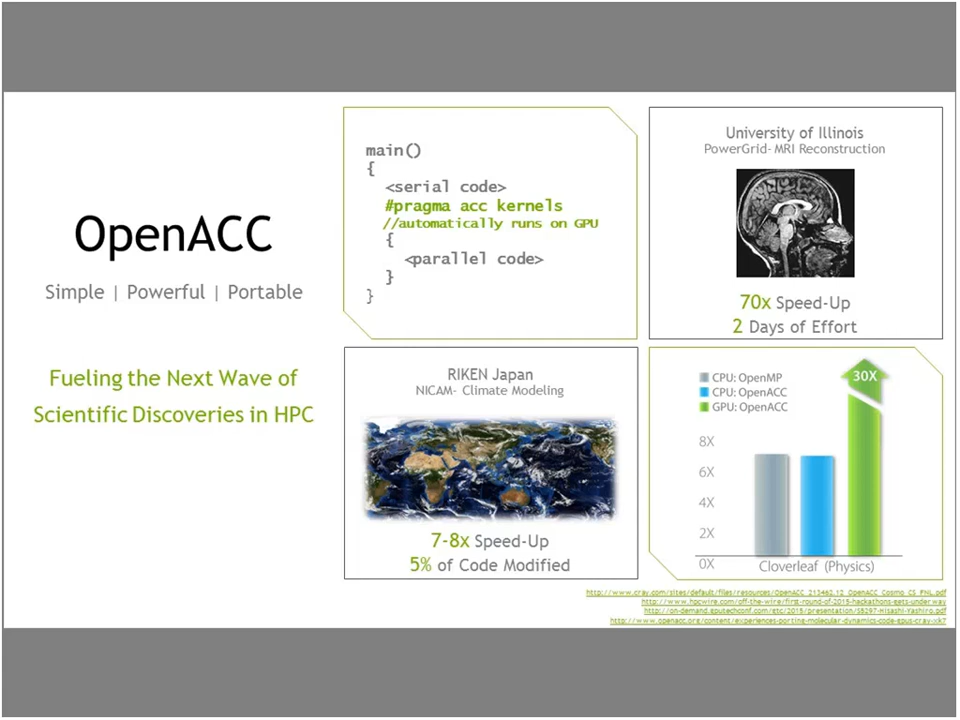 OpenACC
Simple | Powerful | Portable
Fueling the Next Wave of
Scientific Discoveries in HPC
main()
{
<serial code>
#pragma acc kernels
//automatically runs on GPU
{
<parallel code>
}
}
University of Illinois
PowerGrid- MRI Reconstruction
70x Speed-Up
2 Days of Effort
RIKEN Japan
NICAM- Climate Modeling
7-8x Speed-Up
5% of Code Modified
CPU: OpenMP
CPU: OpenACC
GPU: OpenACC
30X
8X
6X
4X
2X
0X
Cloverleaf (Physics)
http://www.cray.com/sites/default/files/resources/OpenACC_213462.12_OpenACC_Cosmo_CS_FNL.pdf
http://www.hpcwire.com/off-the-wire/first-round-of-2015-hackathons-gets-underway
http://on-demand.gputechconf.com/gtc/2015/presentation/S5297-Hisashi-Yashiro.pdf
http://www.openacc.org/content/experiences-porting-molecular-dynamics-code-gpus-cray-xk7